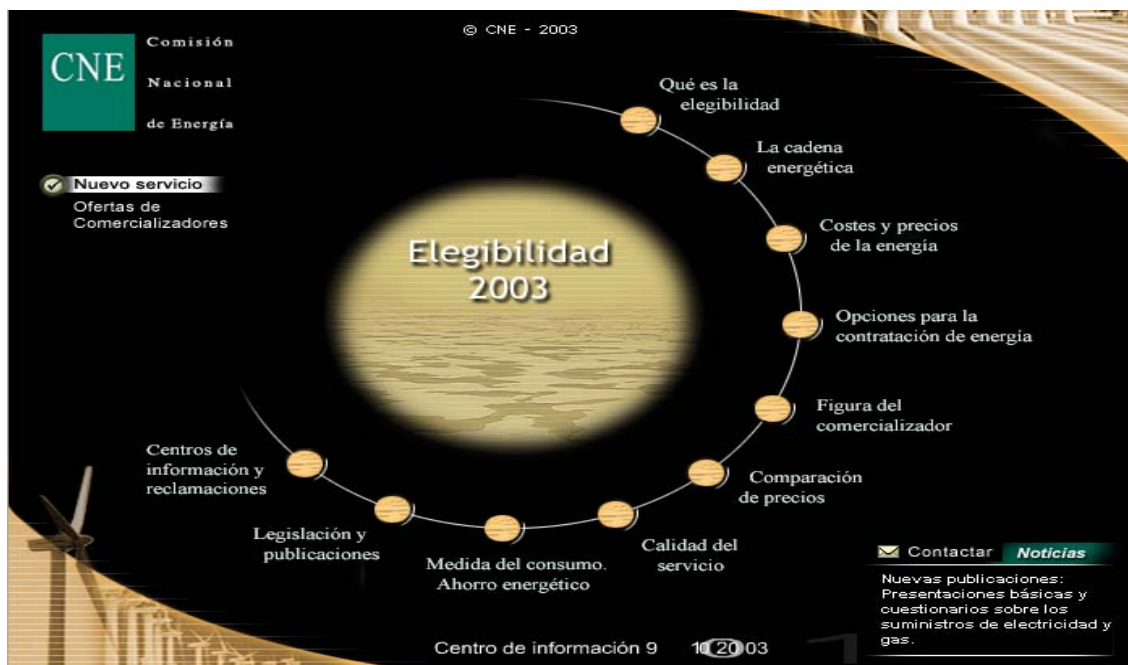 © CNE - 2003
CNE
Comisión
Nacional
de Energía
Nuevo servicio
Ofertas de
Comercializadores
Elegibilidad
2003
Qué es la
elegibilidad
La cadena
energética
Costes y precios
de la energía
Opciones para la
contratación de energía
Figura del
comercializador
Comparación
de precios
Calidad del
servicio
Medida del consumo.
Ahorro energético
Legislación y
publicaciones
Centros de
información y
reclamaciones
Contactar Noticias
Nuevas publicaciones:
Presentaciones básicas y
cuestionarios sobre los
suministros de electricidad y
gas.
Centro de información 9 10 2003